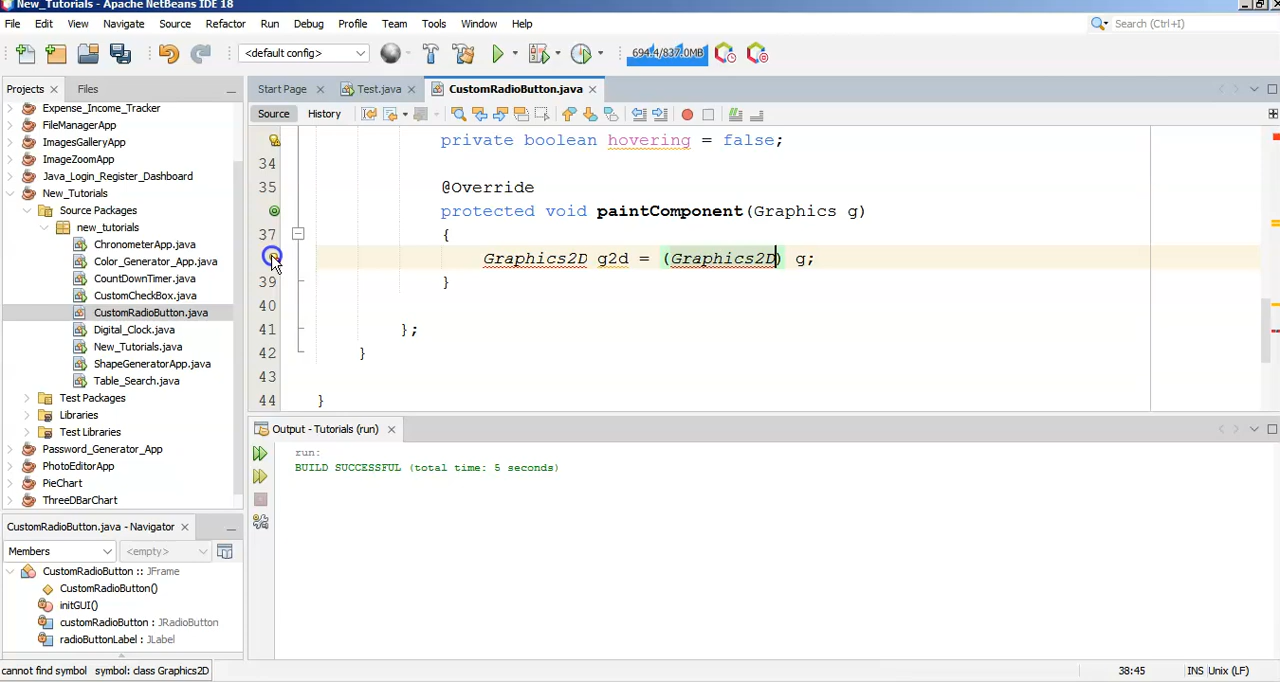 New_Tutorials - Apache NetBeans IDE 18
File Edit View Navigate Source Refactor Run Debug Profile Team Tools Window Help
Search (Ctrl+I)
<default config>
694.4/837.0MB
Projects
Files
Start Page
Test.java
CustomRadioButton.java
Source
History
Expense_Income_Tracker
FileManagerApp
ImagesGalleryApp
ImageZoomApp
Java_Login_Register_Dashboard
New_Tutorials
Source Packages
new_tutorials
ChronometerApp.java
Color_Generator_App.java
CountDownTimer.java
CustomCheckBox.java
CustomRadioButton.java
Digital_Clock.java
New_Tutorials.java
ShapeGeneratorApp.java
Table_Search.java
Test Packages
Libraries
Test Libraries
Password_Generator_App
PhotoEditorApp
PieChart
ThreeDBarChart
private boolean hovering = false;
34
35 @Override
protected void paintComponent(Graphics g)
37 {
Graphics2D g2d = (Graphics2D) g;
39 }
40
41 };
42 }
43
44 }
Output - Tutorials (run)
run:
BUILD SUCCESSFUL (total time: 5 seconds)
CustomRadioButton.java - Navigator
Members
<empty>
CustomRadioButton :: JFrame
CustomRadioButton()
initGUI()
customRadioButton : JRadioButton
radioButtonLabel : JLabel
cannot find symbol symbol: class Graphics2D
38:45
INS Unix (LF)